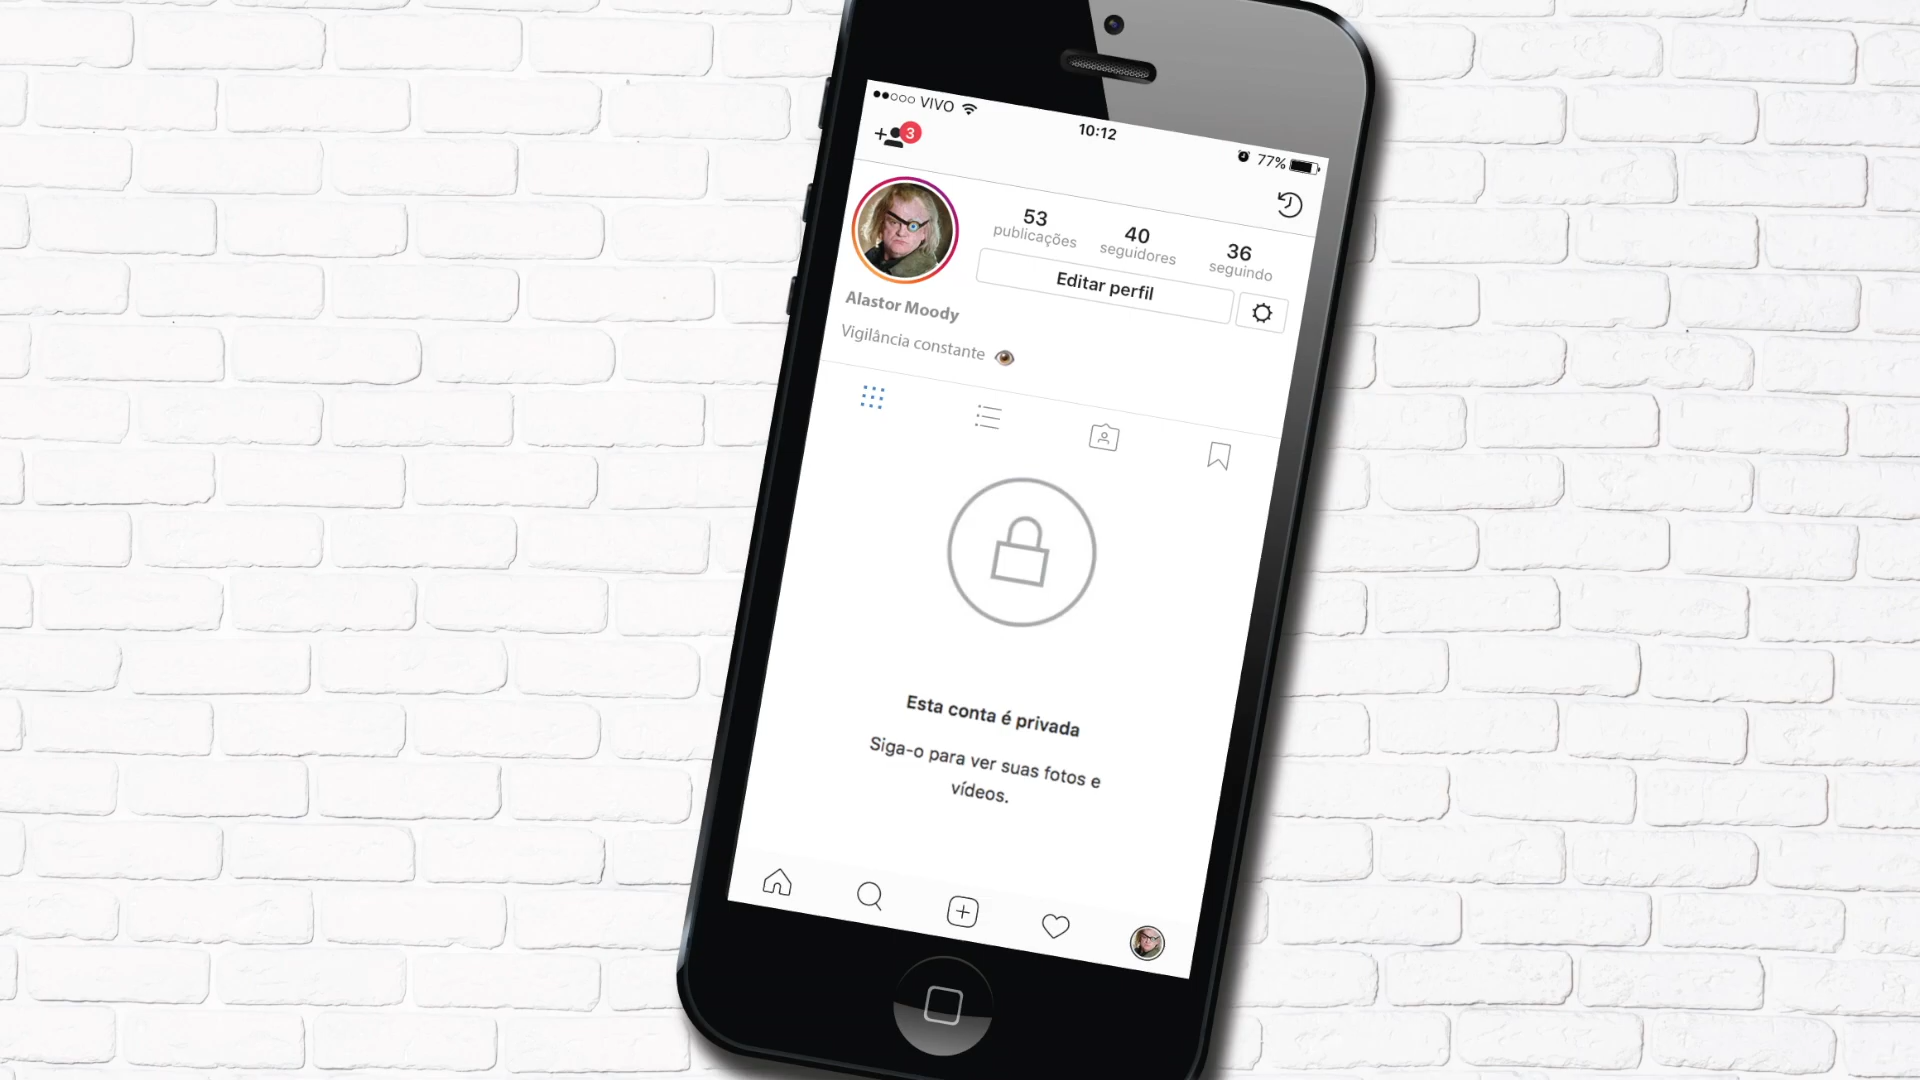 VIVO
10:12
77%
3
53
publicações
40
seguidores
36
seguindo
Editar perfil
Alastor Moody
Vigilância constante
Esta conta é privada
Siga-o para ver suas fotos e
vídeos.